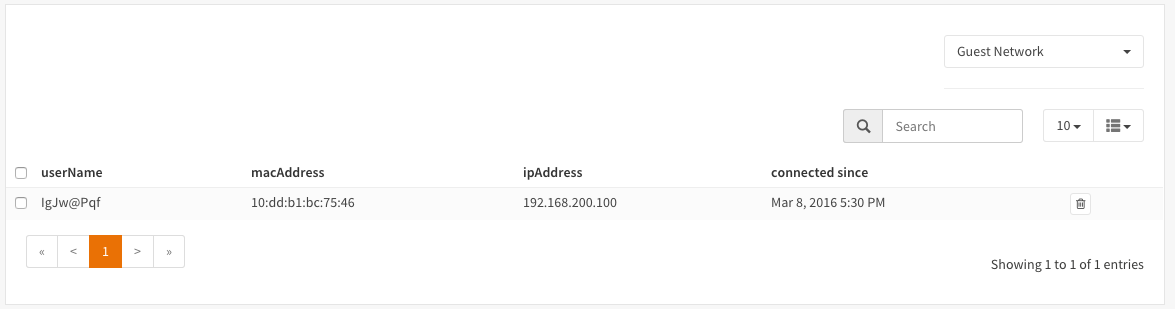 Guest Network
Search
10
userName macAddress ipAddress connected since
IgJw@Pqf 10:dd:b1:bc:75:46 192.168.200.100 Mar 8, 2016 5:30 PM
« < 1 > »
Showing 1 to 1 of 1 entries